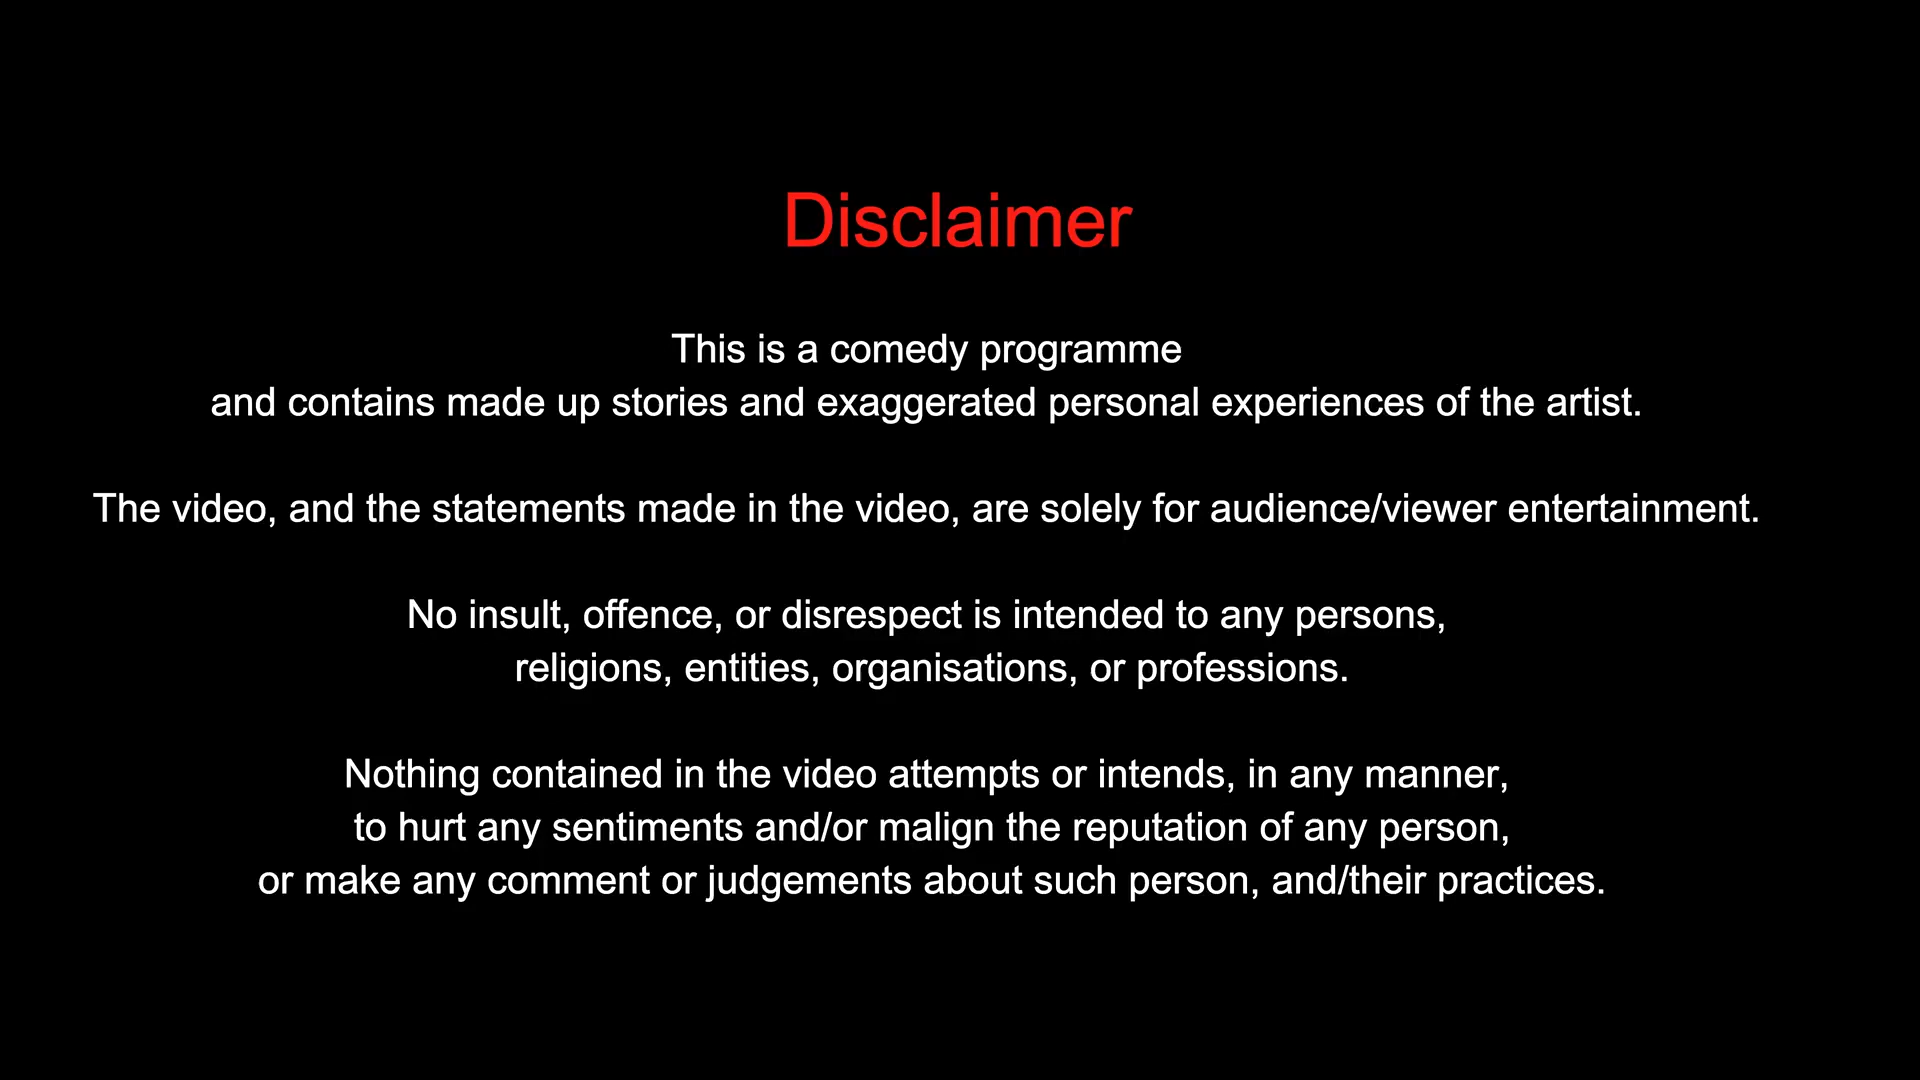 Disclaimer
This is a comedy programme
and contains made up stories and exaggerated personal experiences of the artist.
The video, and the statements made in the video, are solely for audience/viewer entertainment.
No insult, offence, or disrespect is intended to any persons,
religions, entities, organisations, or professions.
Nothing contained in the video attempts or intends, in any manner,
to hurt any sentiments and/or malign the reputation of any person,
or make any comment or judgements about such person, and/their practices.